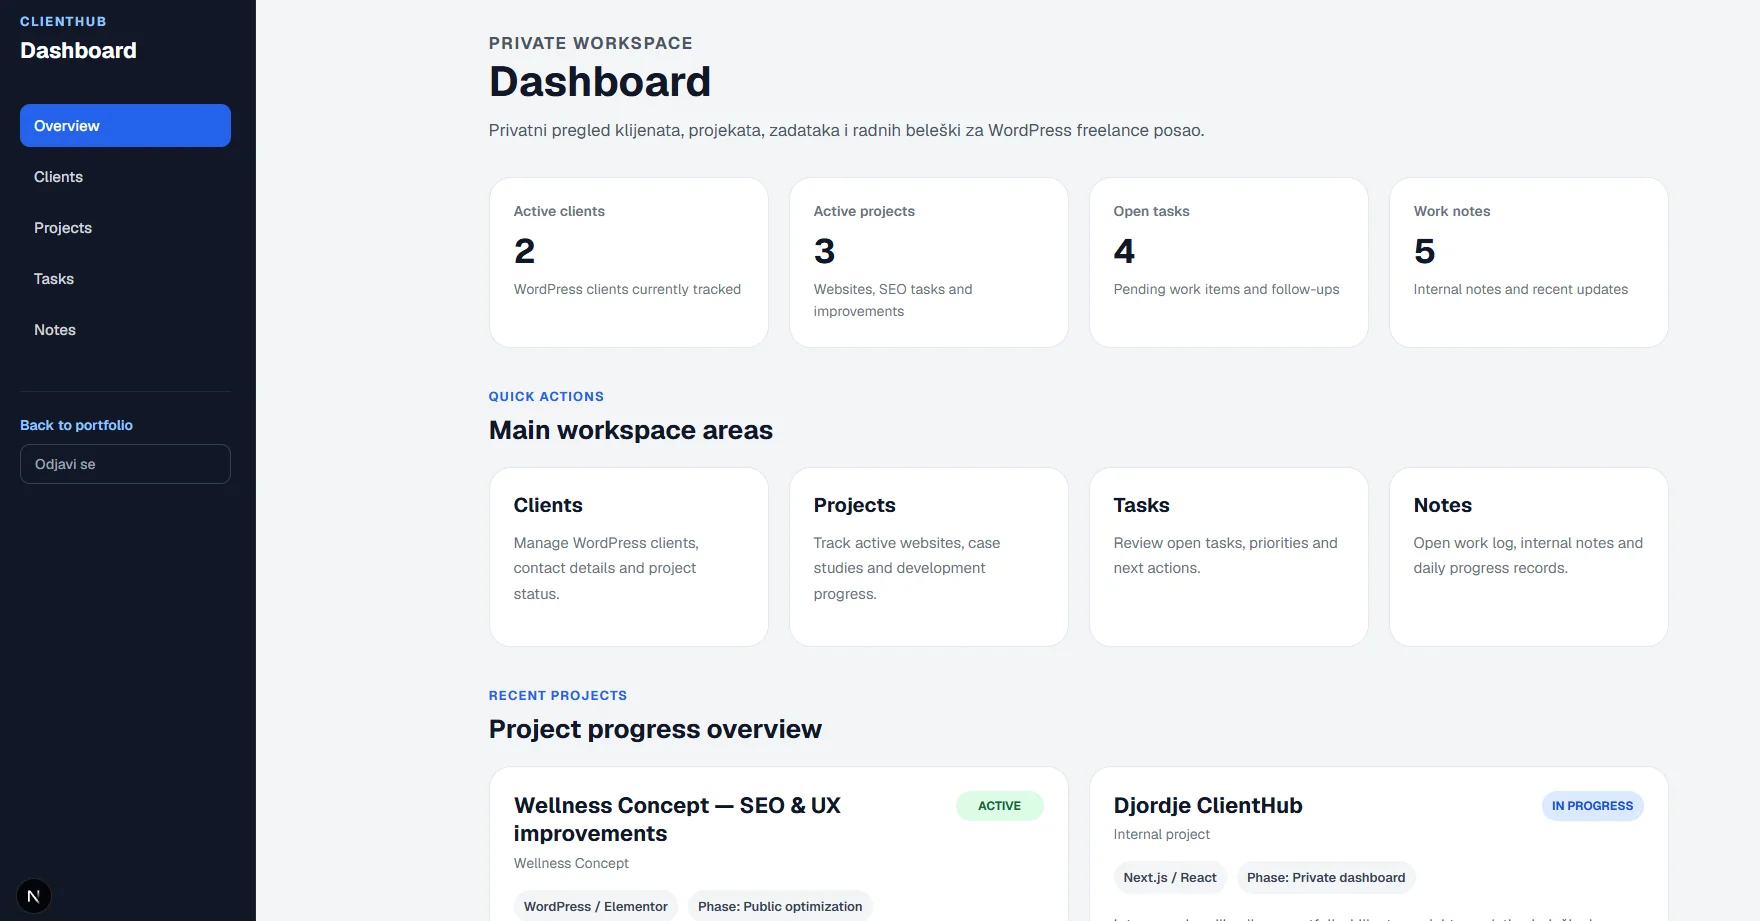 CLIENTHUB
Dashboard
Overview
Clients
Projects
Tasks
Notes
Back to portfolio
Odjavi se
N
PRIVATE WORKSPACE
Dashboard
Privatni pregled klijenata, projekata, zadataka i radnih beleški za WordPress freelance posao.
Active clients
2
WordPress clients currently tracked
Active projects
3
Websites, SEO tasks and
improvements
Open tasks
4
Pending work items and follow-ups
Work notes
5
Internal notes and recent updates
QUICK ACTIONS
Main workspace areas
Clients
Manage WordPress clients,
contact details and project
status.
Projects
Track active websites, case
studies and development
progress.
Tasks
Review open tasks, priorities and
next actions.
Notes
Open work log, internal notes and
daily progress records.
RECENT PROJECTS
Project progress overview
Wellness Concept — SEO & UX
improvements
ACTIVE
Wellness Concept
WordPress / Elementor
Phase: Public optimization
Djordje ClientHub
IN PROGRESS
Internal project
Next.js / React
Phase: Private dashboard